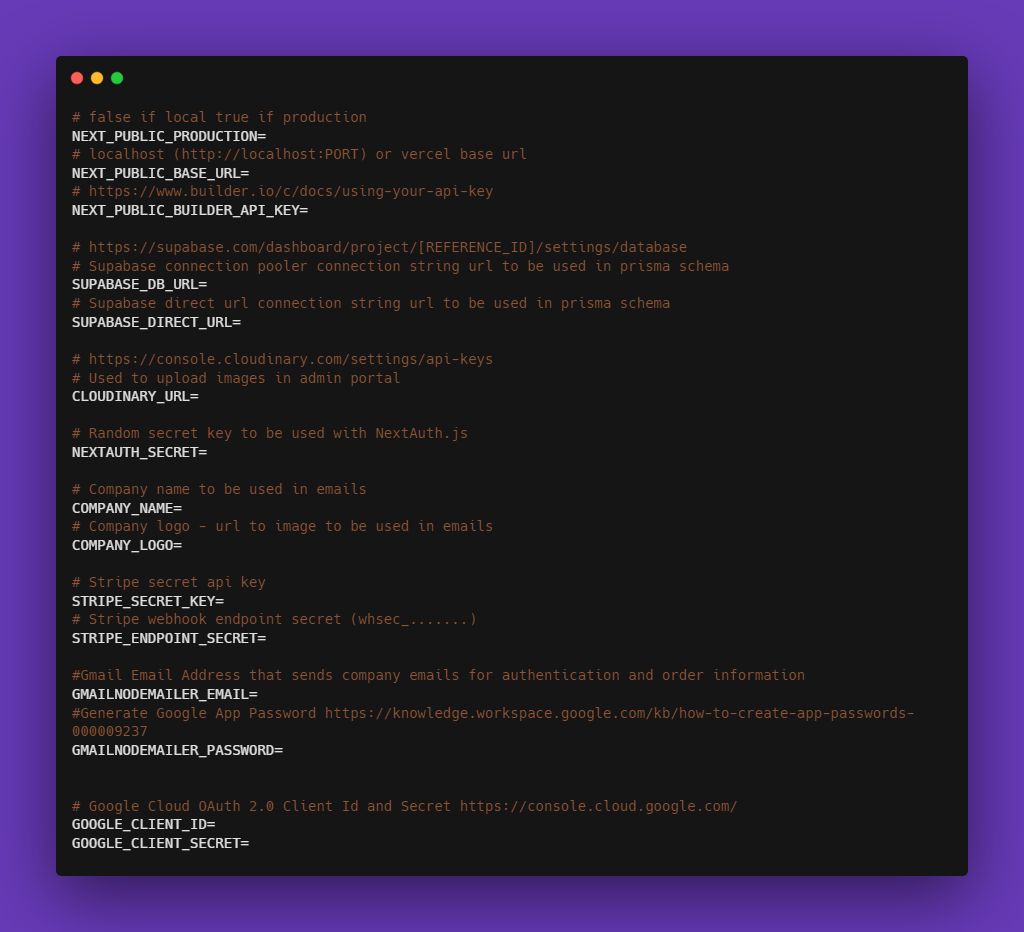 # false if local true if production
NEXT_PUBLIC_PRODUCTION=
# localhost (http://localhost:PORT) or vercel base url
NEXT_PUBLIC_BASE_URL=
# https://www.builder.io/c/docs/using-your-api-key
NEXT_PUBLIC_BUILDER_API_KEY=
# https://supabase.com/dashboard/project/[REFERENCE_ID]/settings/database
# Supabase connection pooler connection string url to be used in prisma schema
SUPABASE_DB_URL=
# Supabase direct url connection string url to be used in prisma schema
SUPABASE_DIRECT_URL=
# https://console.cloudinary.com/settings/api-keys
# Used to upload images in admin portal
CLOUDINARY_URL=
# Random secret key to be used with NextAuth.js
NEXTAUTH_SECRET=
# Company name to be used in emails
COMPANY_NAME=
# Company logo - url to image to be used in emails
COMPANY_LOGO=
# Stripe secret api key
STRIPE_SECRET_KEY=
# Stripe webhook endpoint secret (whsec_.......)
STRIPE_ENDPOINT_SECRET=
#Gmail Email Address that sends company emails for authentication and order information
GMAILNODEMAILER_EMAIL=
#Generate Google App Password https://knowledge.workspace.google.com/kb/how-to-create-app-passwords-
000009237
GMAILNODEMAILER_PASSWORD=
# Google Cloud OAuth 2.0 Client Id and Secret https://console.cloud.google.com/
GOOGLE_CLIENT_ID=
GOOGLE_CLIENT_SECRET=